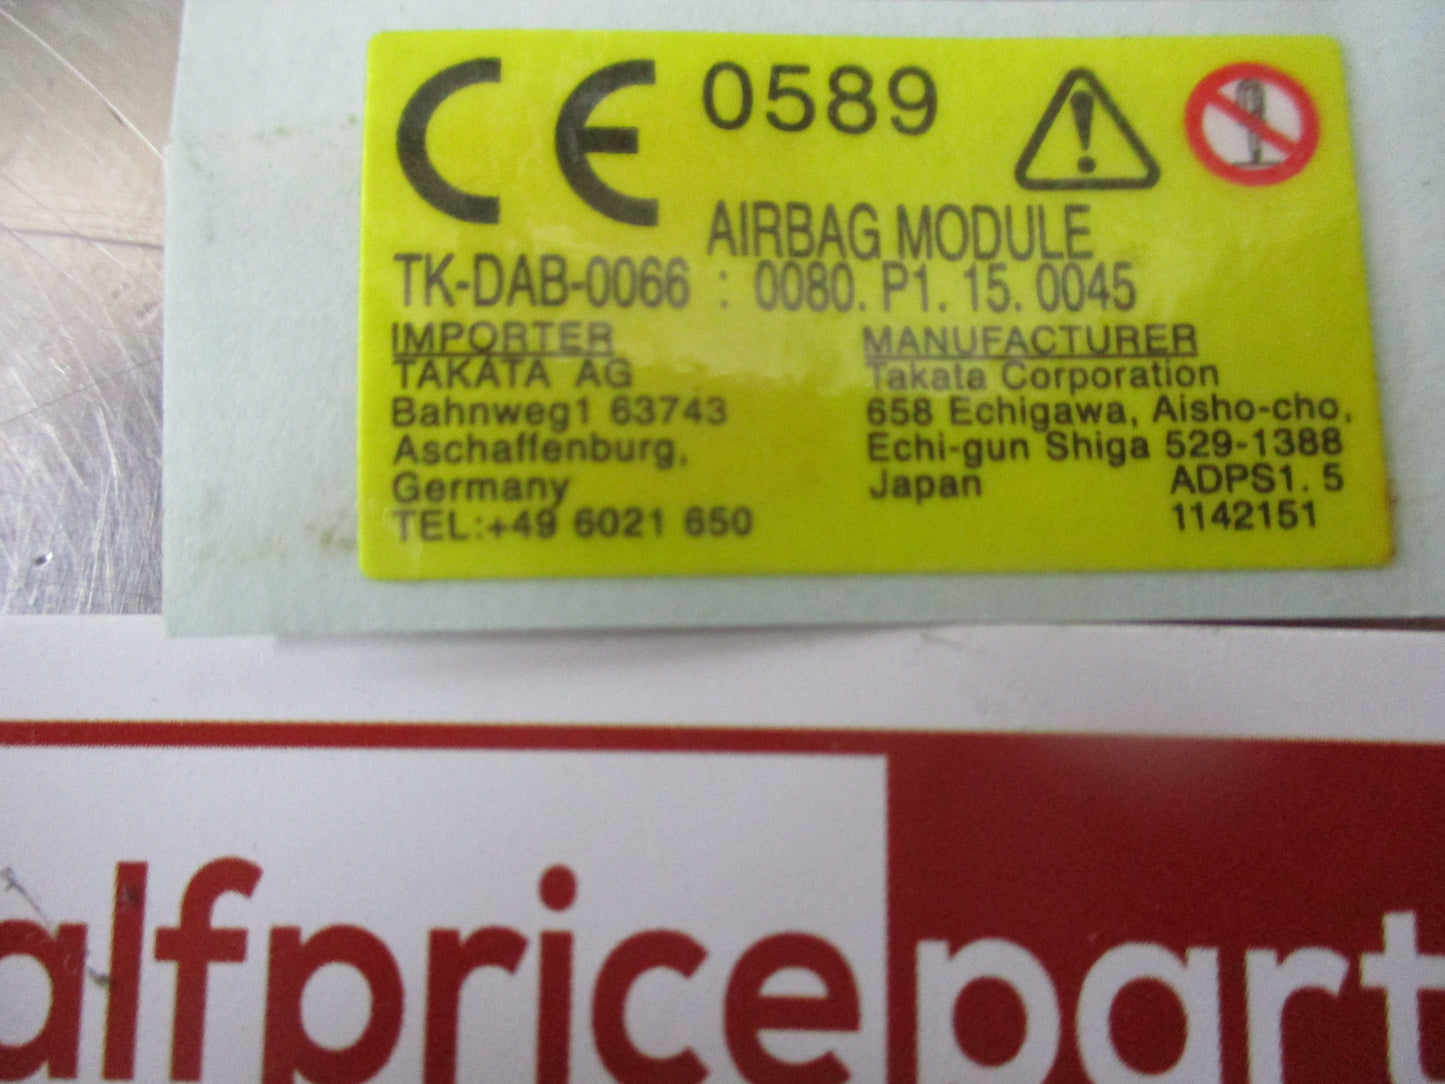 CE 0589
AIRBAG MODULE
TK-DAB-0066 : 0080. P1. 15. 0045
IMPORTER
TAKATA AG
Bahnweg1 63743
Aschaffenburg,
Germany
TEL:+49 6021 650
MANUFACTURER
Takata Corporation
658 Echigawa, Aisho-cho,
Echi-gun Shiga 529-1388
Japan
ADPS1. 5
1142151
alfprice part